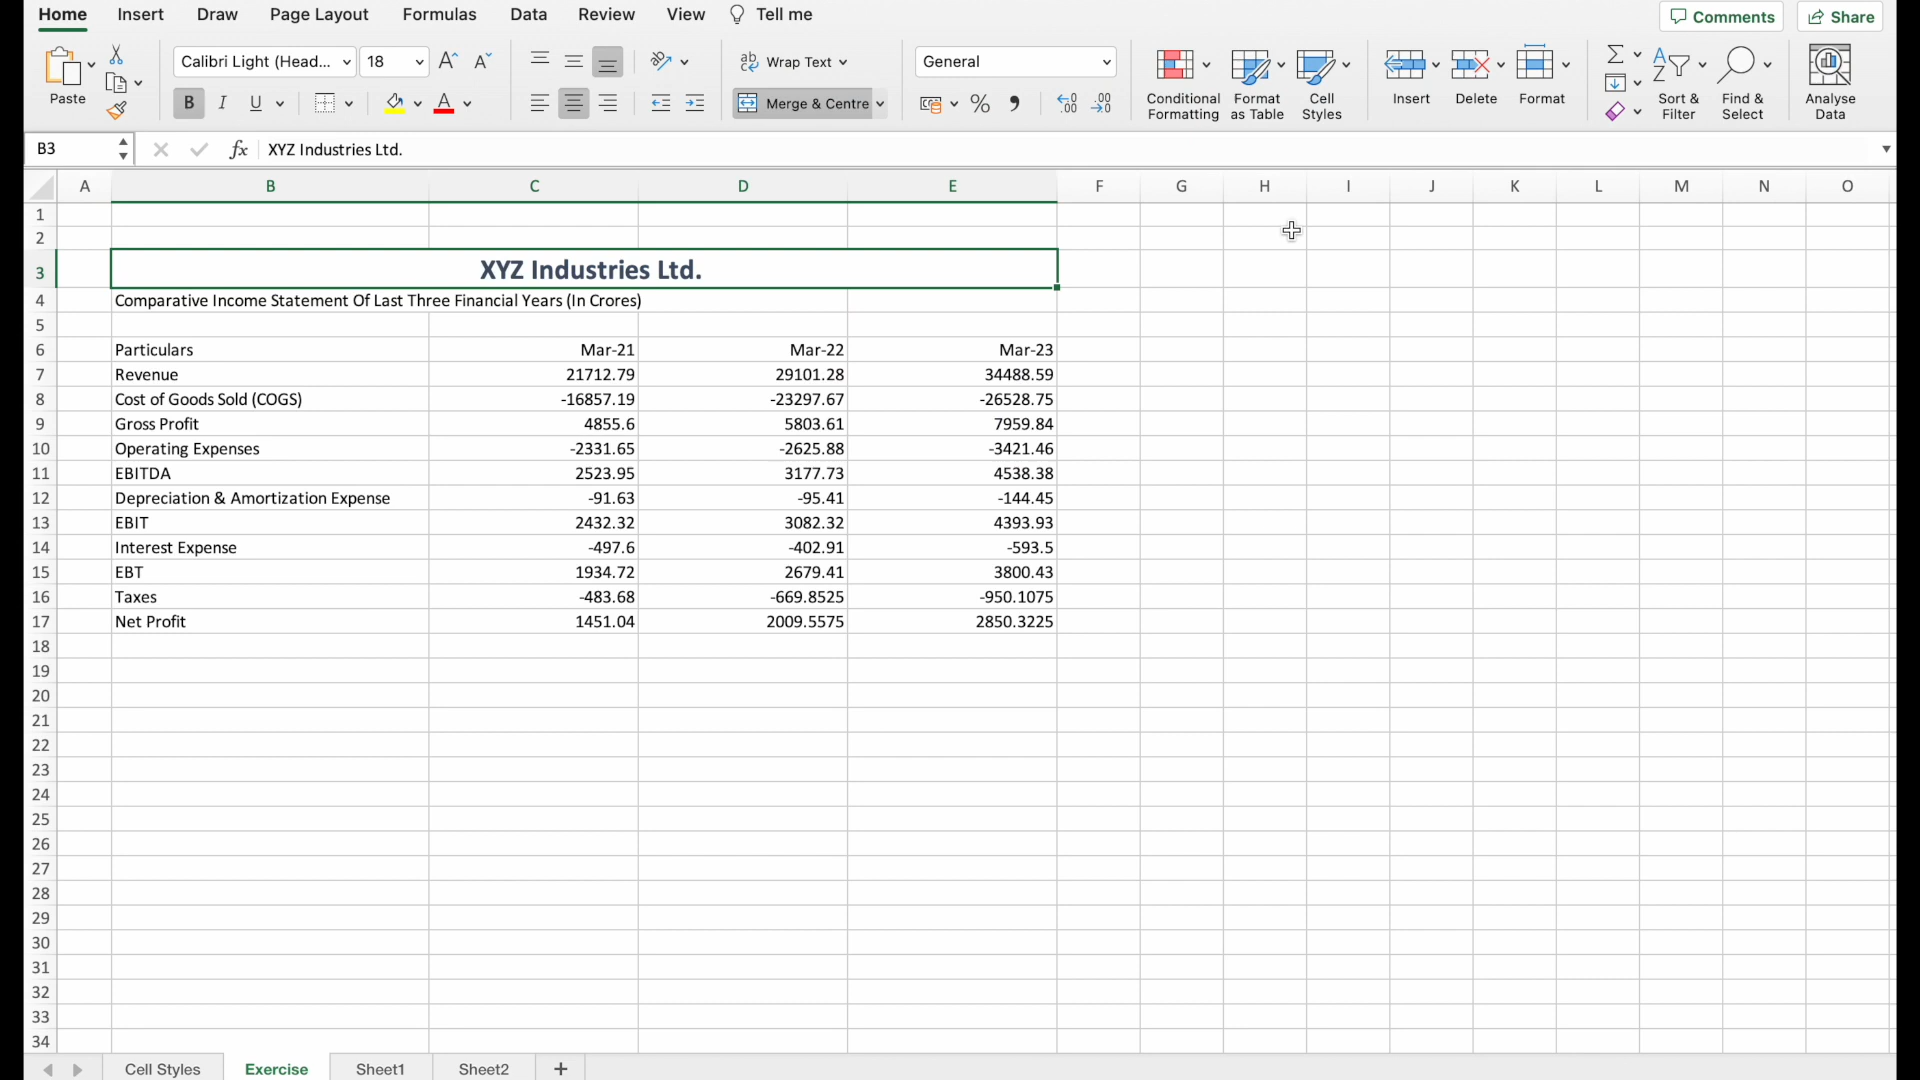 Home Insert Draw Page Layout Formulas Data Review View Tell me Comments Share
Paste Calibri Light (Head... 18 B I U A Wrap Text Merge & Centre General % Conditional Formatting Format as Table Cell Styles Insert Delete Format Sort & Filter Find & Select Analyse Data
B3 fx XYZ Industries Ltd.
A B C D E F G H I J K L M N O
1
2
3 XYZ Industries Ltd.
4 Comparative Income Statement Of Last Three Financial Years (In Crores)
5
6 Particulars Mar-21 Mar-22 Mar-23
7 Revenue 21712.79 29101.28 34488.59
8 Cost of Goods Sold (COGS) -16857.19 -23297.67 -26528.75
9 Gross Profit 4855.6 5803.61 7959.84
10 Operating Expenses -2331.65 -2625.88 -3421.46
11 EBITDA 2523.95 3177.73 4538.38
12 Depreciation & Amortization Expense -91.63 -95.41 -144.45
13 EBIT 2432.32 3082.32 4393.93
14 Interest Expense -497.6 -402.91 -593.5
15 EBT 1934.72 2679.41 3800.43
16 Taxes -483.68 -669.8525 -950.1075
17 Net Profit 1451.04 2009.5575 2850.3225
18
19
20
21
22
23
24
25
26
27
28
29
30
31
32
33
34
Cell Styles Exercise Sheet1 Sheet2 +